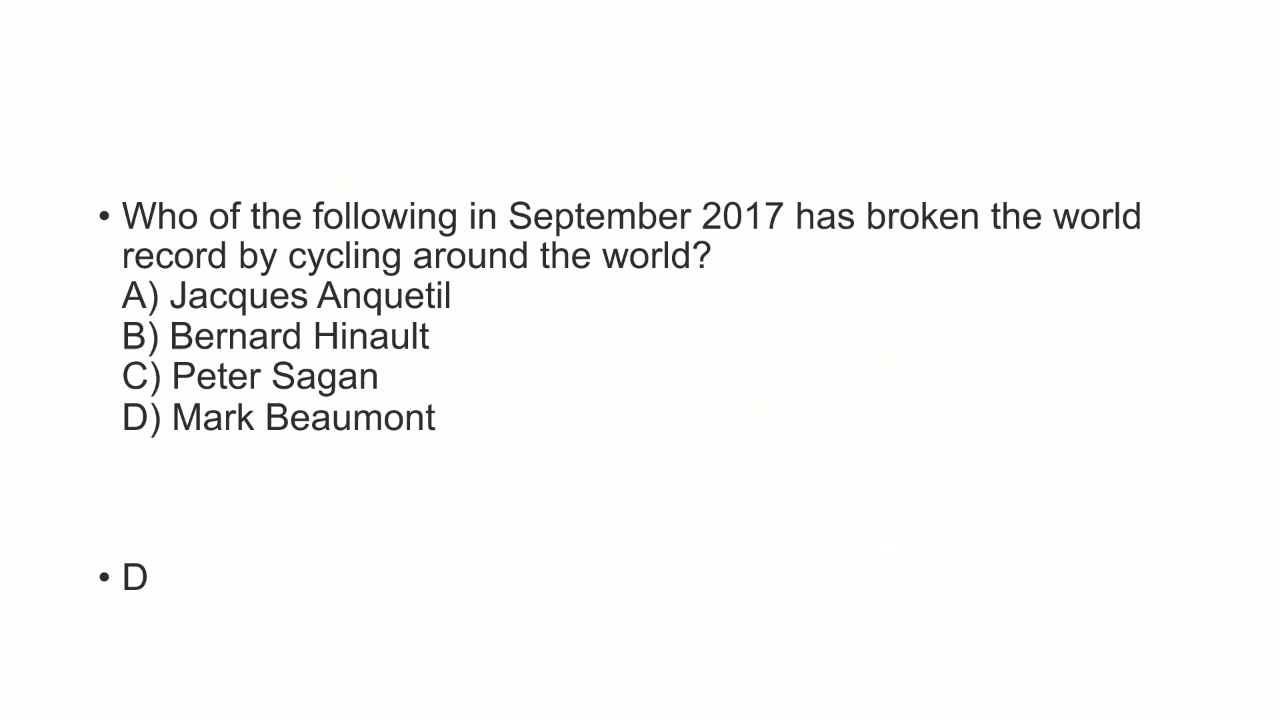 • Who of the following in September 2017 has broken the world
record by cycling around the world?
A) Jacques Anquetil
B) Bernard Hinault
C) Peter Sagan
D) Mark Beaumont
• D